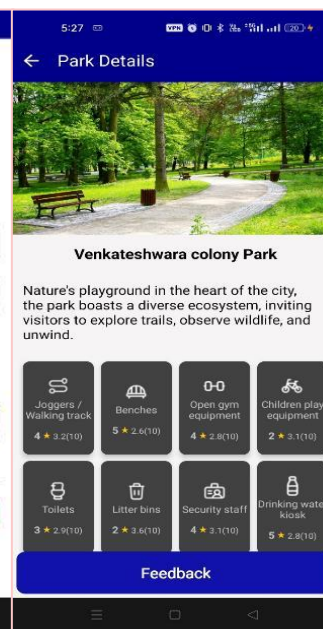 5:27 VPN 20
Park Details
Venkateshwara colony Park
Nature's playground in the heart of the city,
the park boasts a diverse ecosystem, inviting
visitors to explore trails, observe wildlife, and
unwind.
Joggers /
Walking track
4 ★ 3.2(10)
Benches
5 ★ 2.6(10)
Open gym
equipment
4 ★ 2.8(10)
Children play
equipment
2 ★ 3.1(10)
Toilets
3 ★ 2.9(10)
Litter bins
2 ★ 3.6(10)
Security staff
4 ★ 3.1(10)
Drinking wate
kiosk
5 ★ 2.8(10)
Feedback